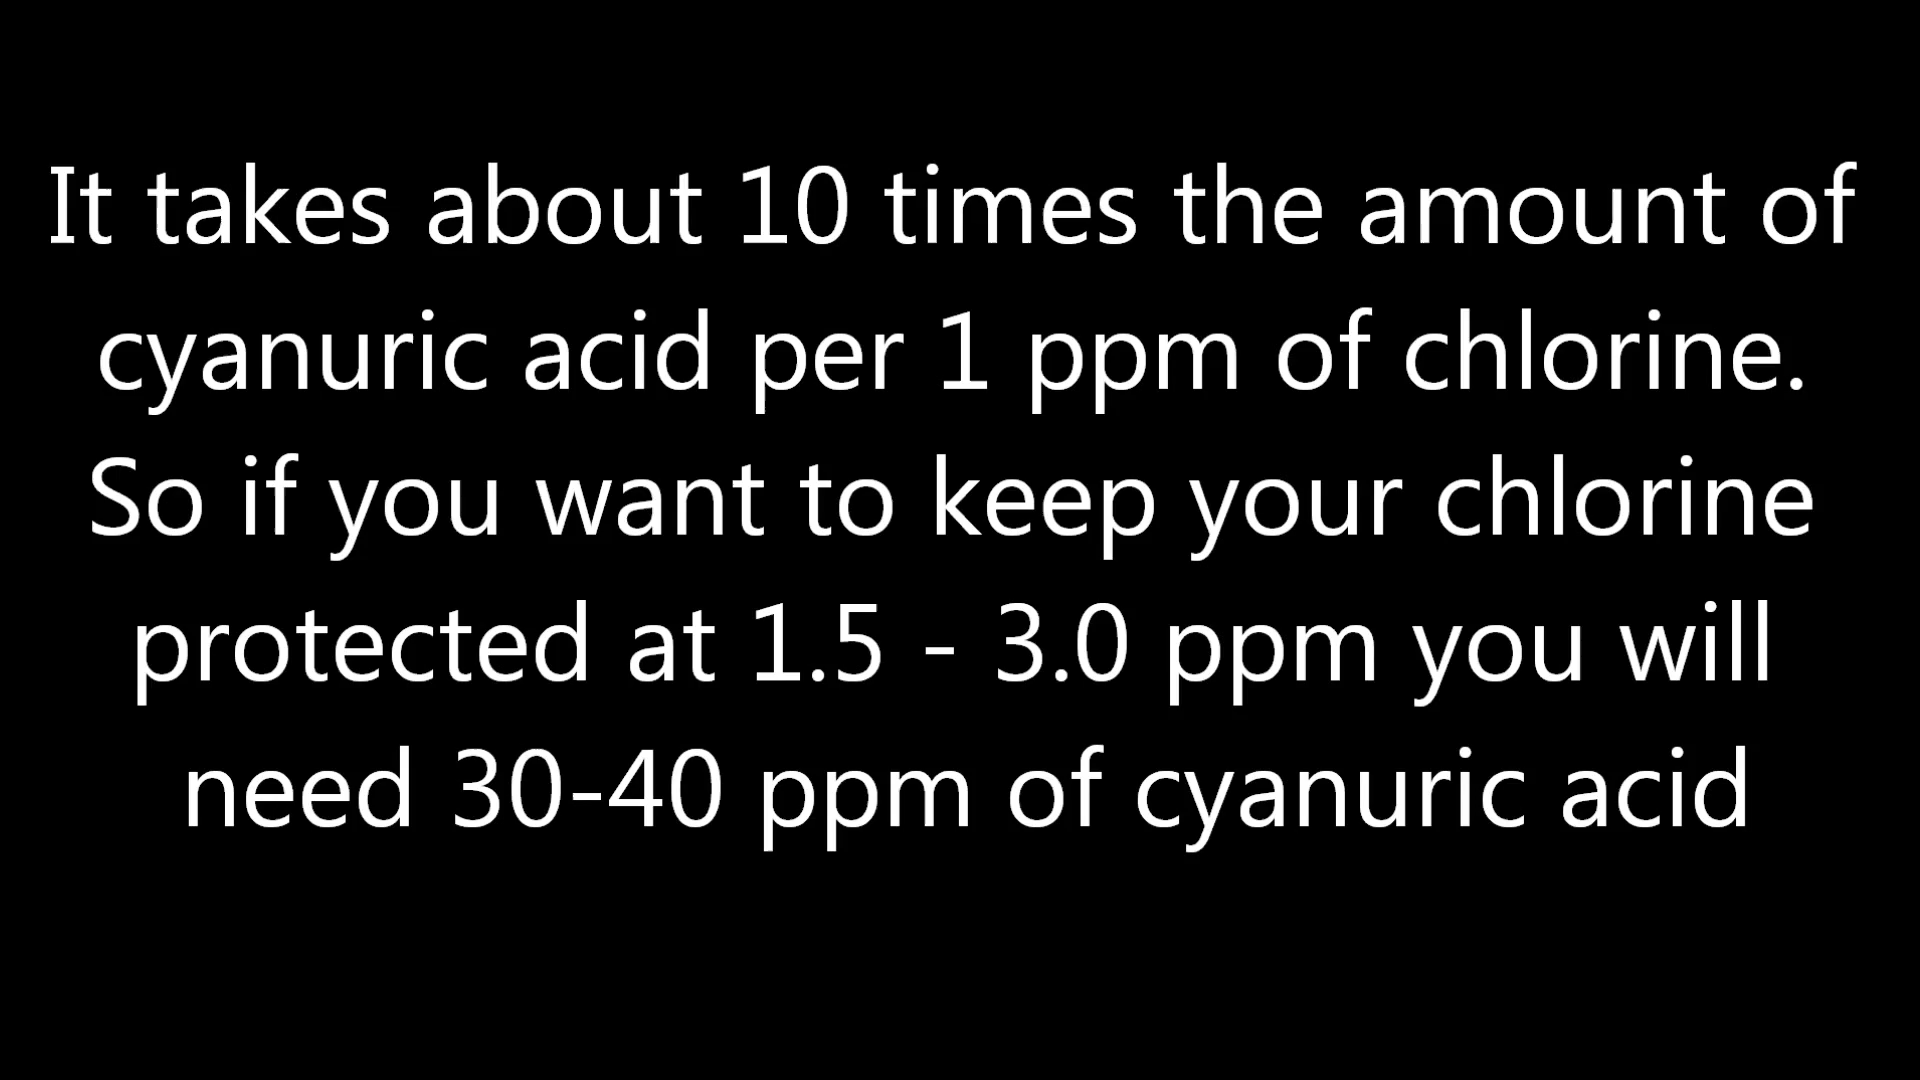 It takes about 10 times the amount of
cyanuric acid per 1 ppm of chlorine.
So if you want to keep your chlorine
protected at 1.5 - 3.0 ppm you will
need 30-40 ppm of cyanuric acid